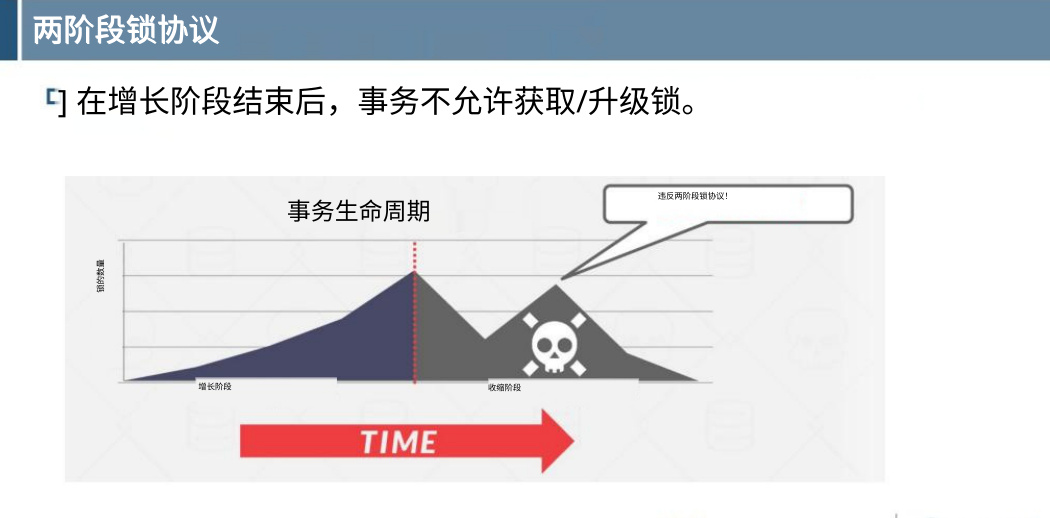 两阶段锁协议
] 在增长阶段结束后，事务不允许获取/升级锁。
违反两阶段锁协议！
事务生命周期
锁的数量
增长阶段
收缩阶段
TIME